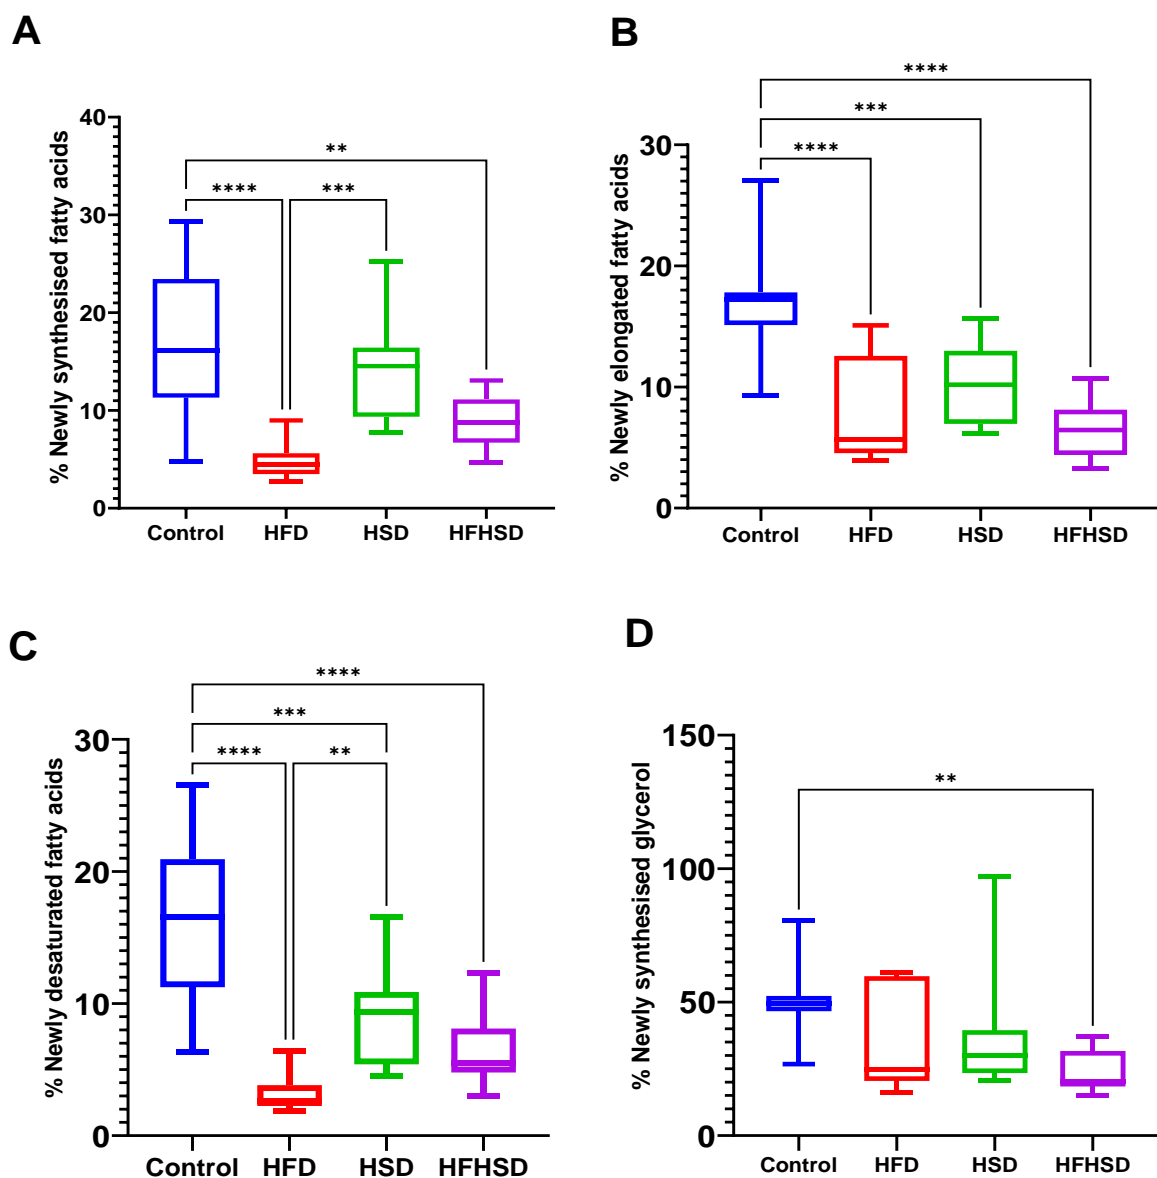 A
% Newly synthesised fatty acids
40
30
20
10
0
**
****
***
Control HFD HSD HFHSD
B
% Newly elongated fatty acids
30
20
10
0
****
***
****
Control HFD HSD HFHSD
C
% Newly desaturated fatty acids
30
20
10
0
****
***
****
**
Control HFD HSD HFHSD
D
% Newly synthesised glycerol
150
100
50
0
**
Control HFD HSD HFHSD